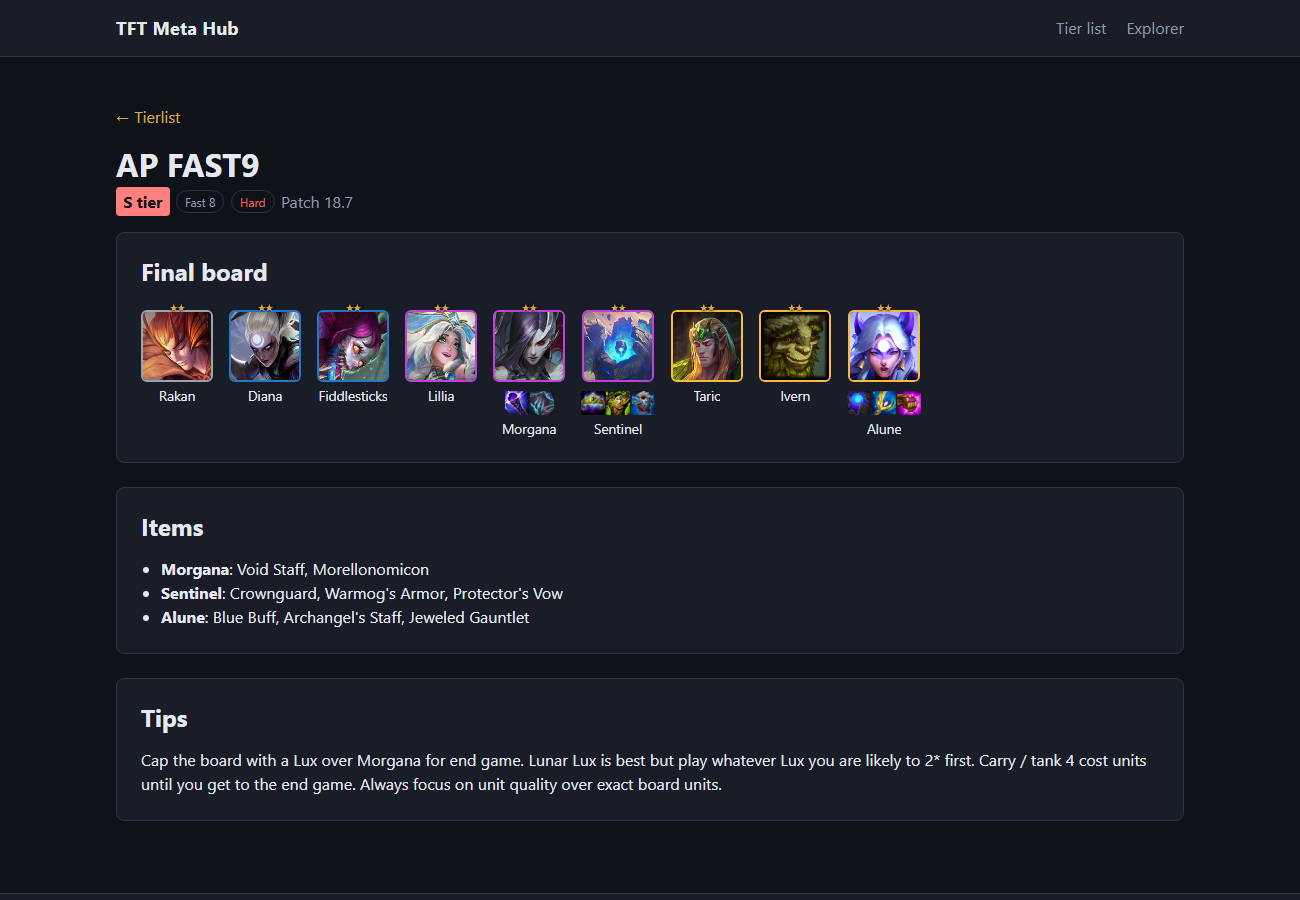 TFT Meta Hub
Tier list
Explorer
← Tierlist
AP FAST9
S tier
Fast 8
Hard
Patch 18.7
Final board
Rakan
Diana
Fiddlesticks
Lillia
Morgana
Sentinel
Taric
Ivern
Alune
Items
• Morgana: Void Staff, Morellonomicon
• Sentinel: Crownguard, Warmog's Armor, Protector's Vow
• Alune: Blue Buff, Archangel's Staff, Jeweled Gauntlet
Tips
Cap the board with a Lux over Morgana for end game. Lunar Lux is best but play whatever Lux you are likely to 2* first. Carry / tank 4 cost units
until you get to the end game. Always focus on unit quality over exact board units.